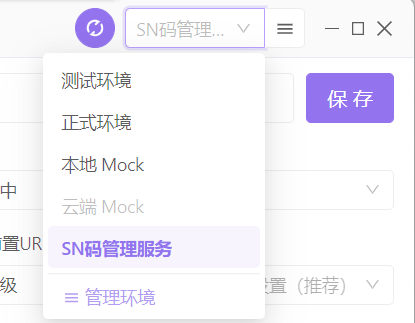 SN码管理...
测试环境
正式环境
保 存
本地 Mock
中
云端 Mock
置UR
SN码管理服务
级
置（推荐）
管理环境